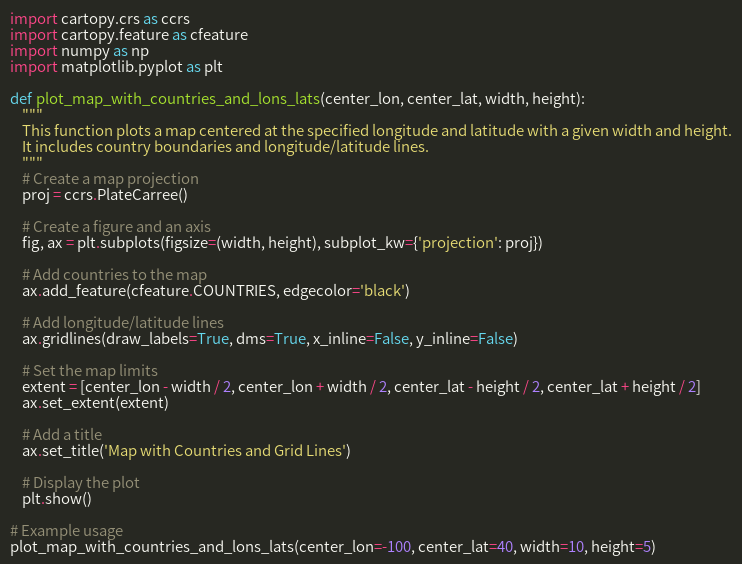 import cartopy.crs as ccrs
import cartopy.feature as cfeature
import numpy as np
import matplotlib.pyplot as plt

def plot_map_with_countries_and_lons_lats(center_lon, center_lat, width, height):
    """
    This function plots a map centered at the specified longitude and latitude with a given width and height.
    It includes country boundaries and longitude/latitude lines.
    """
    # Create a map projection
    proj = ccrs.PlateCarree()

    # Create a figure and an axis
    fig, ax = plt.subplots(figsize=(width, height), subplot_kw={'projection': proj})

    # Add countries to the map
    ax.add_feature(cfeature.COUNTRIES, edgecolor='black')

    # Add longitude/latitude lines
    ax.gridlines(draw_labels=True, dms=True, x_inline=False, y_inline=False)

    # Set the map limits
    extent = [center_lon - width / 2, center_lon + width / 2, center_lat - height / 2, center_lat + height / 2]
    ax.set_extent(extent)

    # Add a title
    ax.set_title('Map with Countries and Grid Lines')

    # Display the plot
    plt.show()

# Example usage
plot_map_with_countries_and_lons_lats(center_lon=-100, center_lat=40, width=10, height=5)